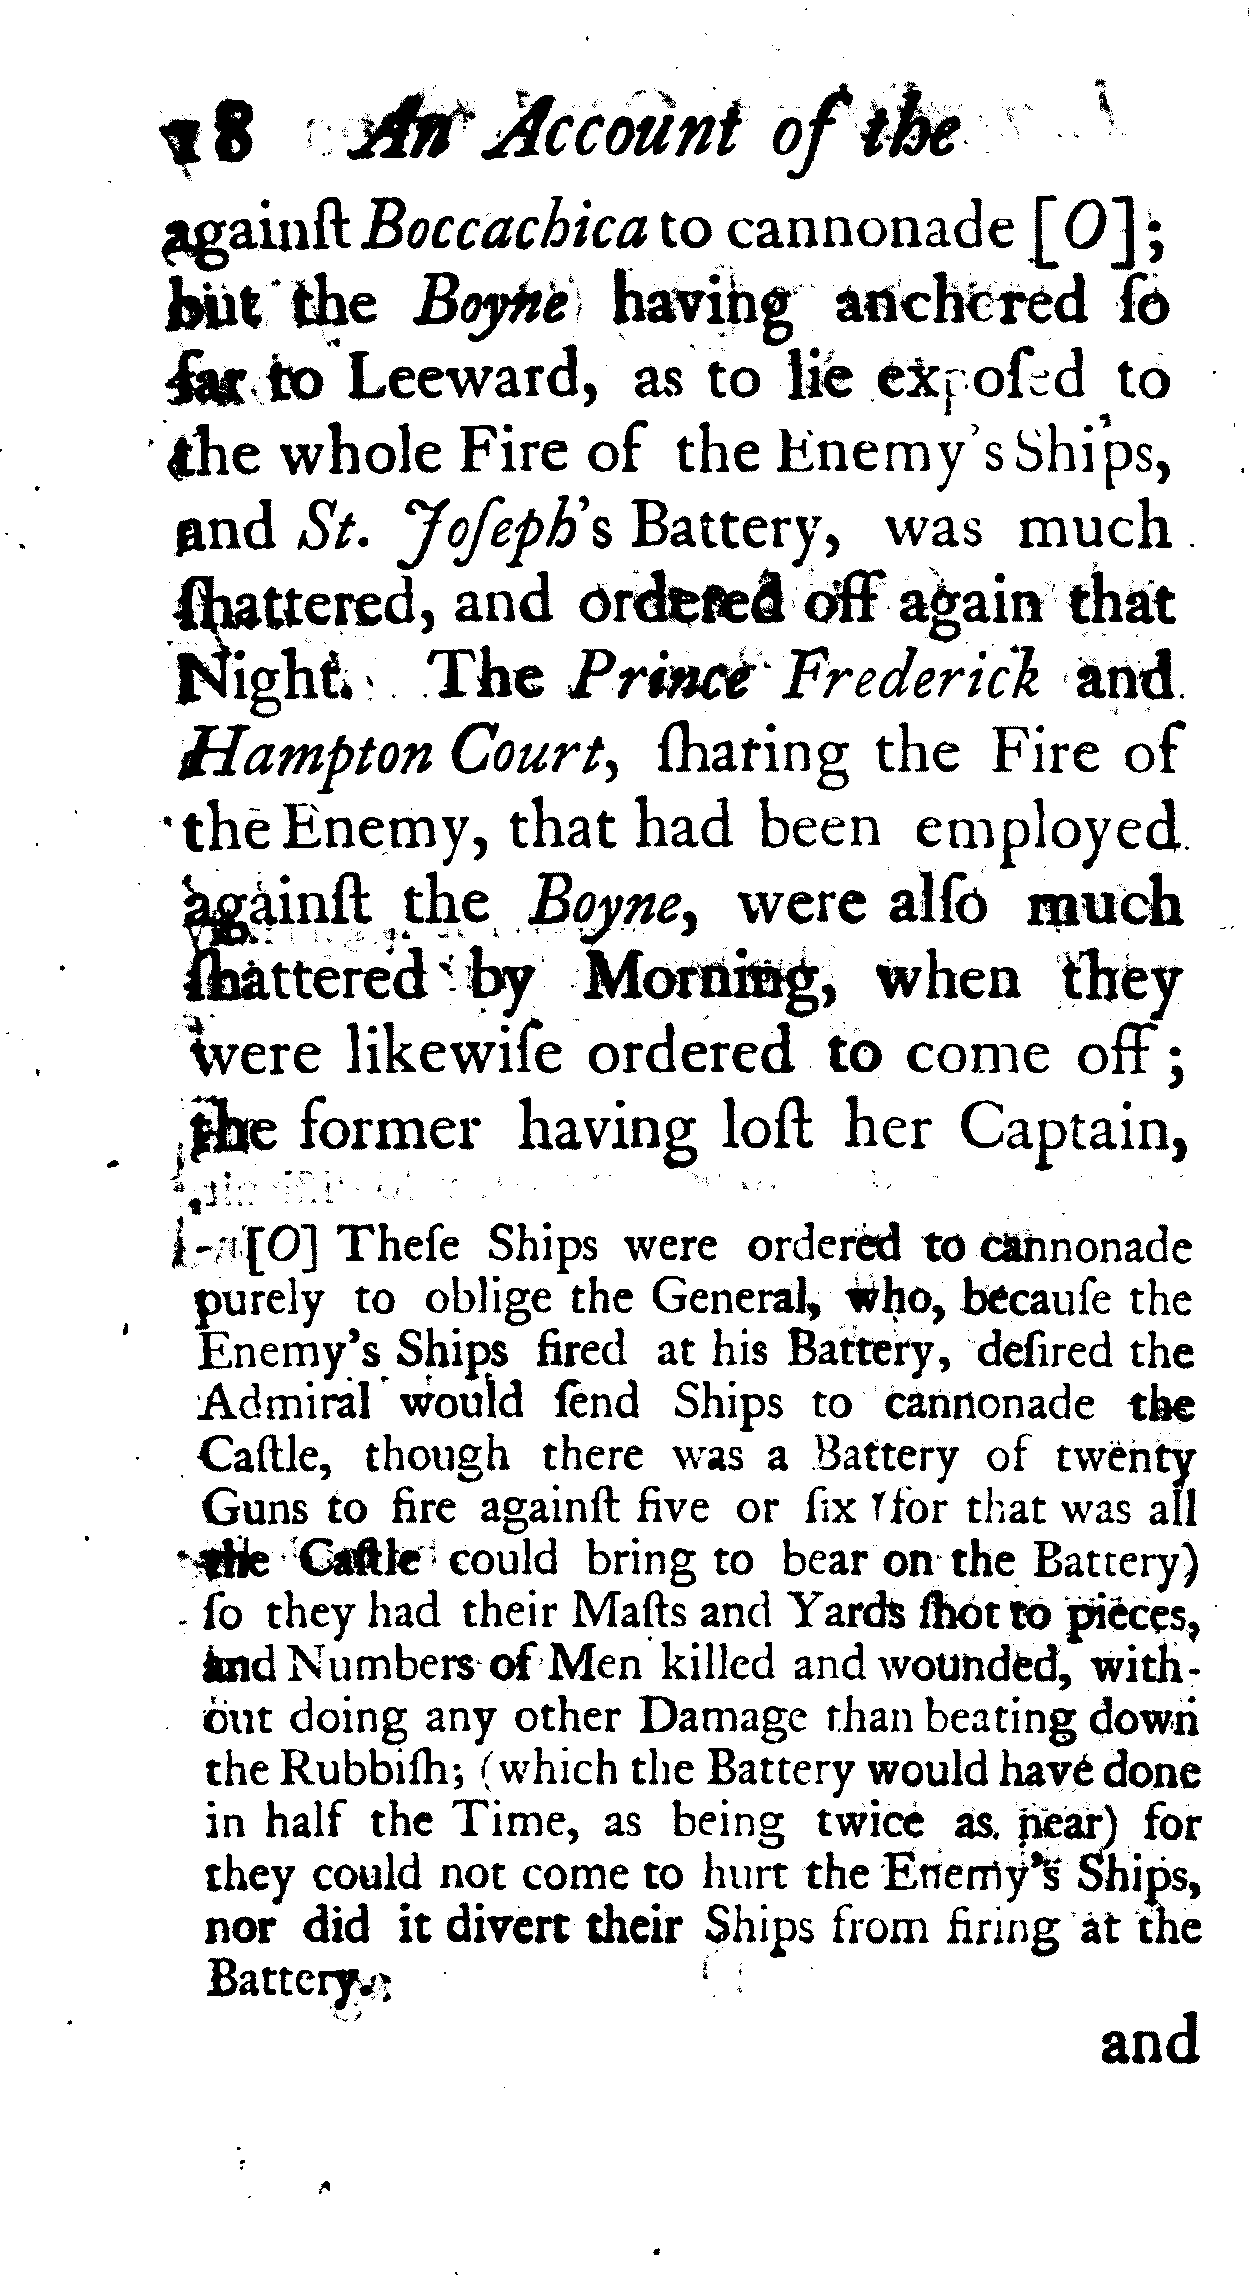 18 An Account of the
againſt Boccachica to cannonade [O];
but the Boyne having anchored ſo
far to Leeward, as to lie expoſed to
the whole Fire of the Enemy's Ships,
and St. Joſeph's Battery, was much
ſhattered, and ordered off again that
Night. The Prince Frederick and
Hampton Court, ſharing the Fire of
the Enemy, that had been employed
againſt the Boyne, were alſo much
ſhattered by Morning, when they
were likewiſe ordered to come off;
the former having loſt her Captain,
[O] Theſe Ships were ordered to cannonade
purely to oblige the General, who, becauſe the
Enemy's Ships fired at his Battery, deſired the
Admiral would ſend Ships to cannonade the
Caſtle, though there was a Battery of twenty
Guns to fire againſt five or ſix (for that was all
the Caſtle could bring to bear on the Battery)
ſo they had their Maſts and Yards ſhot to pieces,
and Numbers of Men killed and wounded, with-
out doing any other Damage than beating down
the Rubbiſh; (which the Battery would have done
in half the Time, as being twice as near) for
they could not come to hurt the Enemy's Ships,
nor did it divert their Ships from firing at the
Battery.
and